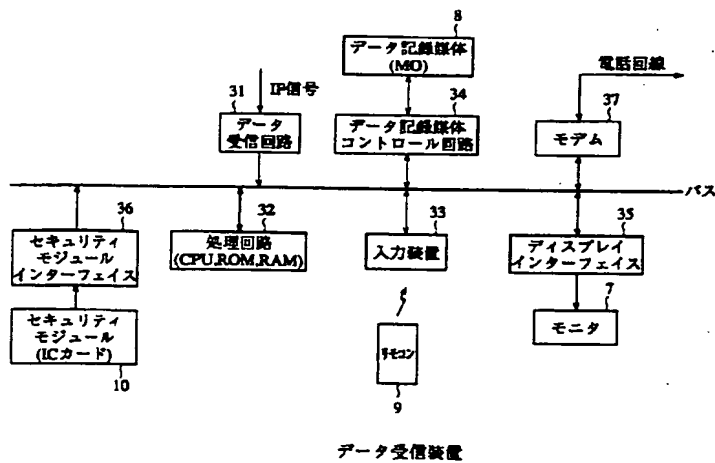 8
データ記録媒体
(MO)
電話回線
31
IP信号
34
37
データ
受信回路
データ記録媒体
コントロール回路
モデム
バス
36
32
33
35
セキュリティ
モジュール
インターフェイス
処理回路
(CPU,ROM,RAM)
入力装置
ディスプレイ
インターフェイス
7
セキュリティ
モジュール
(ICカード)
モニタ
リモコン
10
9
データ受信装置